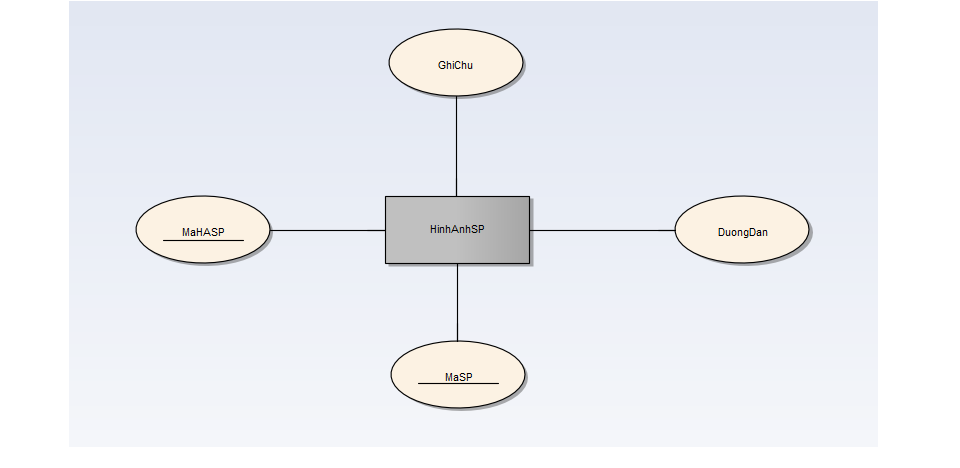 GhiChu
MaHASP
HinhAnhSP
DuongDan
MaSP